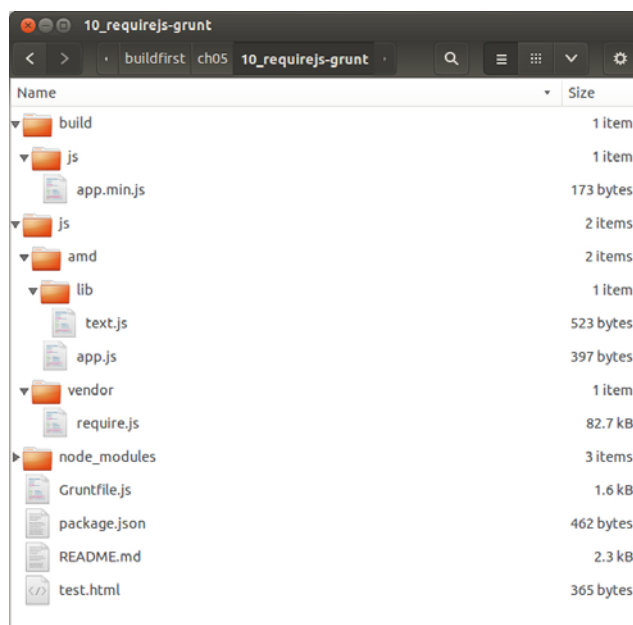 10_requirejs-grunt
buildfirst ch05 10_requirejs-grunt
Name Size
build 1 item
js 1 item
app.min.js 173 bytes
js 2 items
amd 2 items
lib 1 item
text.js 523 bytes
app.js 397 bytes
vendor 1 item
require.js 82.7 kB
node_modules 3 items
Gruntfile.js 1.6 kB
package.json 462 bytes
README.md 2.3 kB
test.html 365 bytes